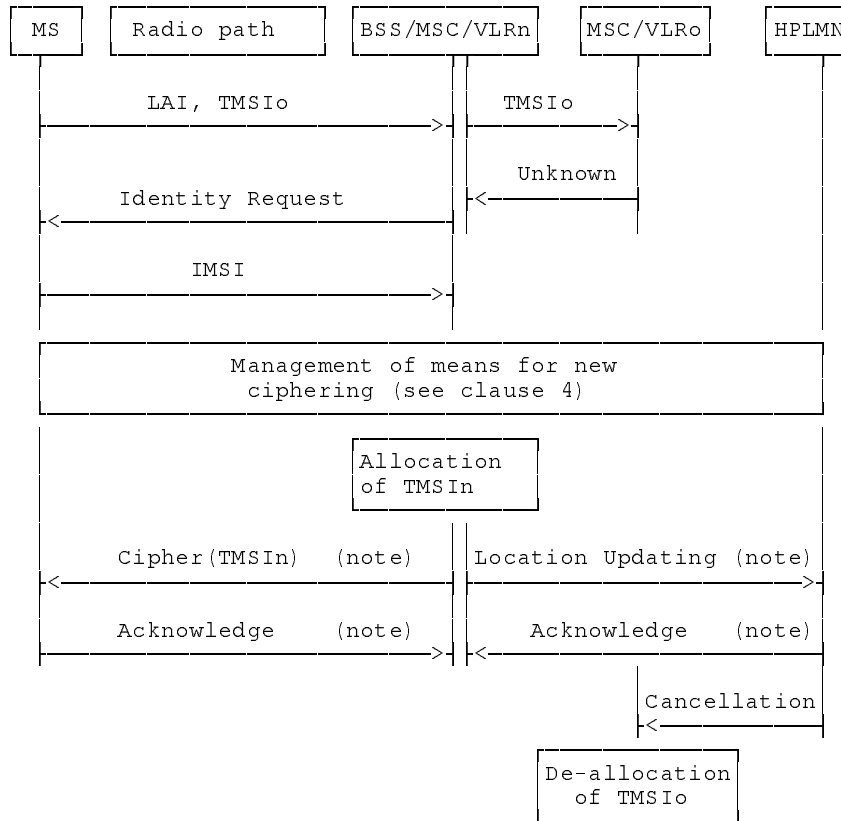 MS Radio path BSS/MSC/VLRn MSC/VLRo HPLMN
LAI, TMSIo TMSIo
Unknown
Identity Request
IMSI
Management of means for new
ciphering (see clause 4)
Allocation
of TMSIn
Cipher(TMSIn) (note) Location Updating (note)
Acknowledge (note) Acknowledge (note)
Cancellation
De-allocation
of TMSIo